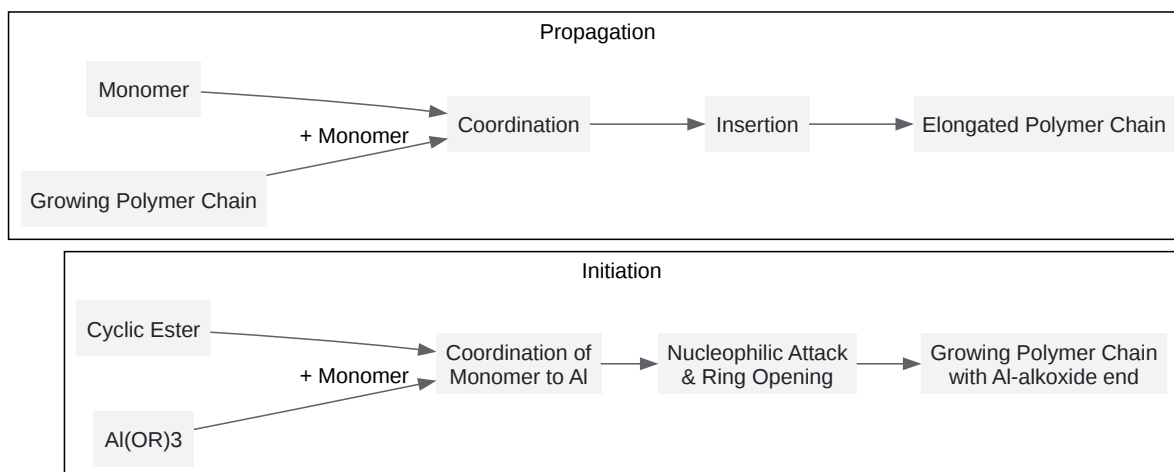 Propagation
Monomer
+ Monomer
Growing Polymer Chain
Coordination
Insertion
Elongated Polymer Chain
Initiation
Cyclic Ester
+ Monomer
Al(OR)3
Coordination of
Monomer to Al
Nucleophilic Attack
& Ring Opening
Growing Polymer Chain
with Al-alkoxide end